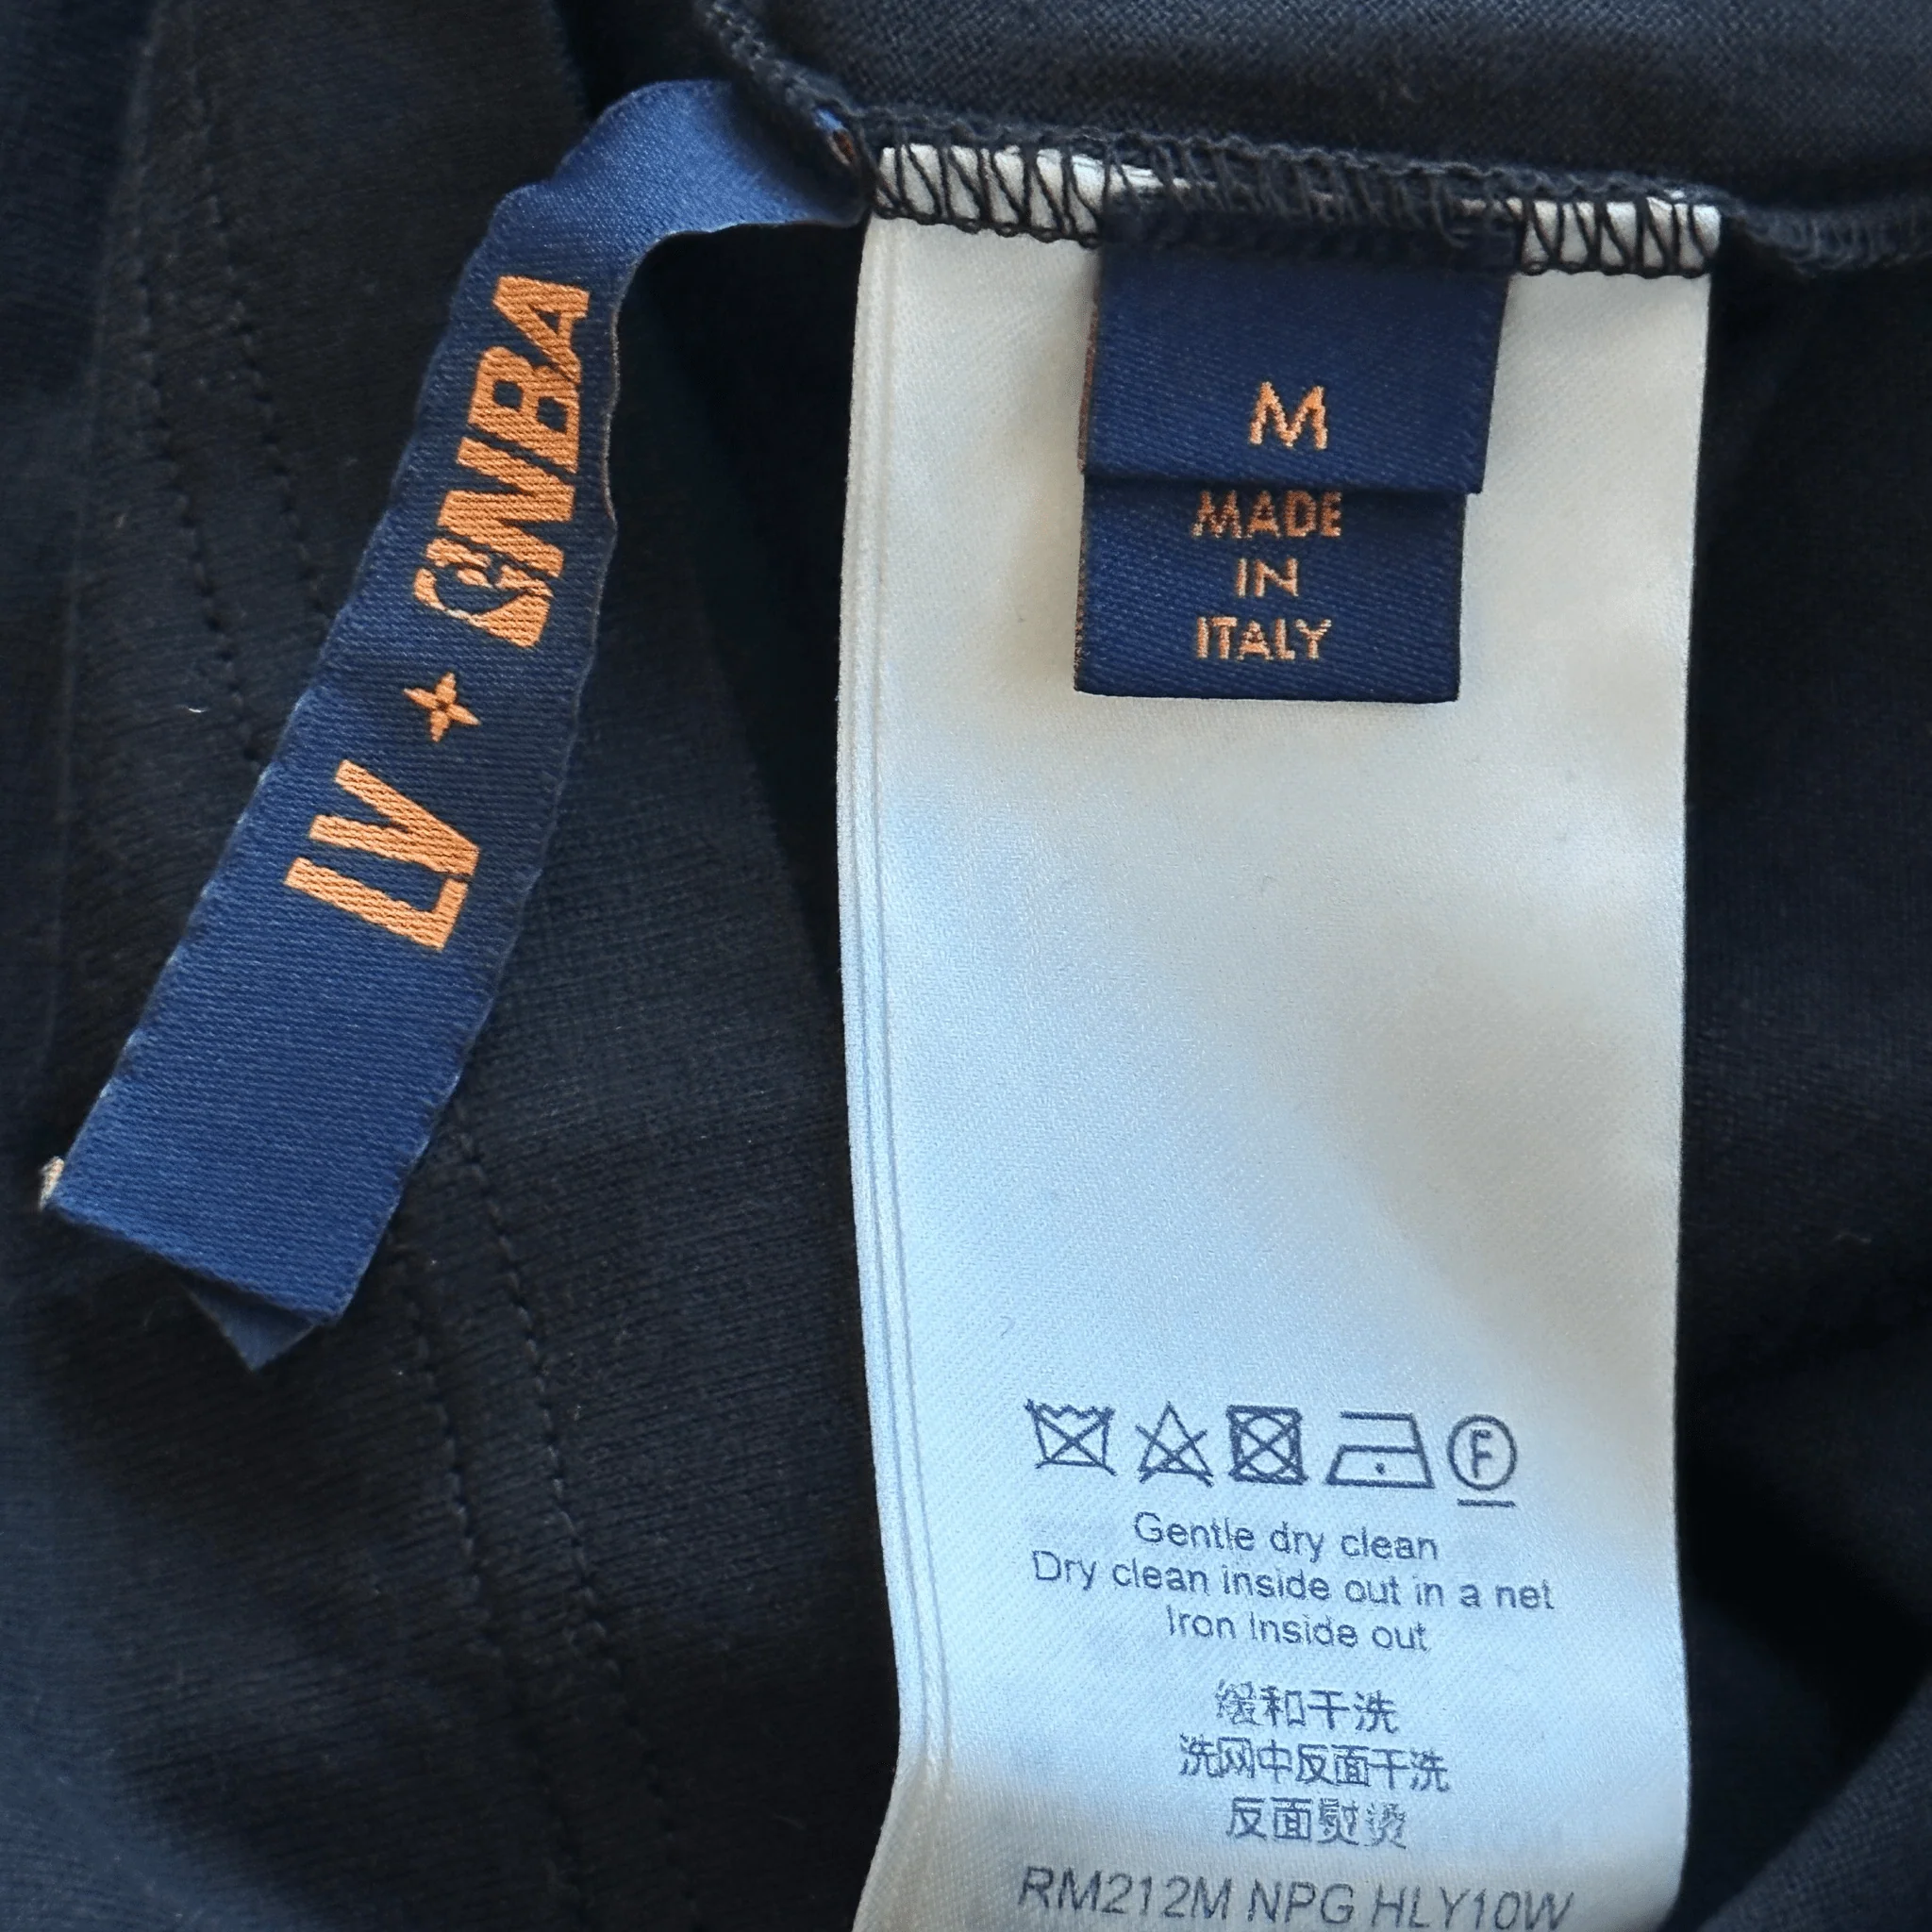 LV NBA
M
MADE
IN
ITALY
F
Gentle dry clean
Dry clean inside out in a net
Iron Inside out
缓和干洗
洗网中反面干洗
反面熨烫
RM212M NPG HLY10W